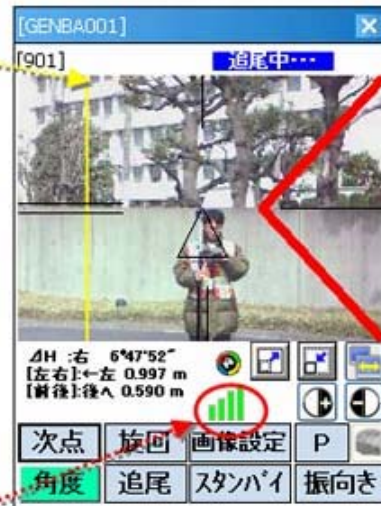 [GENBA001]
[901] 追尾中･･･
⊿H :右 6°47'52"
[左右]:←左 0.997 m
[前後]:後へ 0.590 m
次点 旋回 画像設定 P
角度 追尾 スタンバイ 振向き